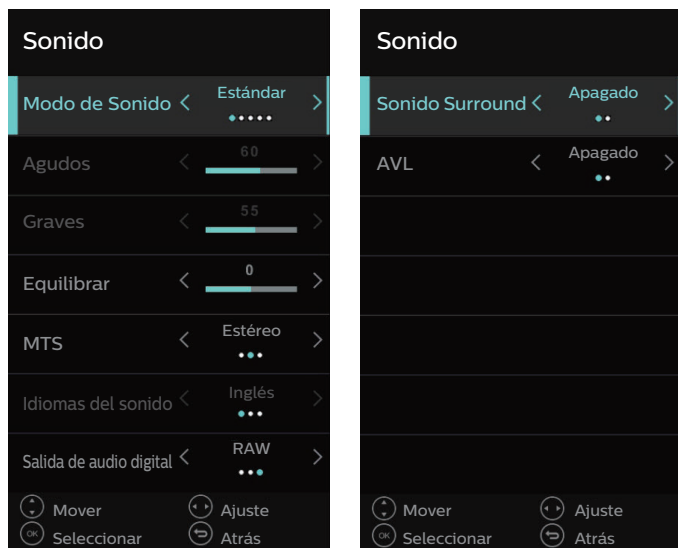 Sonido
Modo de Sonido Estándar
Agudos 60
Graves 55
Equilibrar 0
MTS Estéreo
Idiomas del sonido Inglés
Salida de audio digital RAW
Mover Ajuste
OK Seleccionar Atrás
Sonido
Sonido Surround Apagado
AVL Apagado
Mover Ajuste
OK Seleccionar Atrás